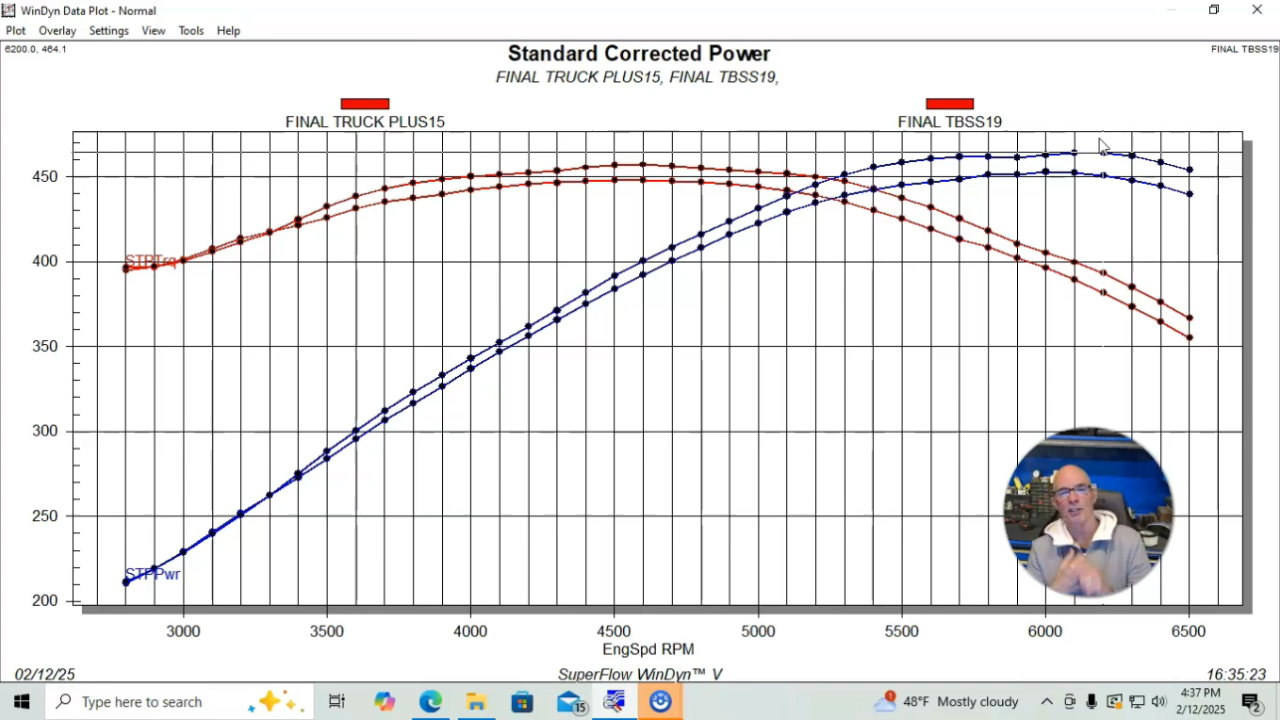 WinDyn Data Plot - Normal
Plot Overlay Settings View Tools Help
6200.0, 464.1
FINAL TBSS19
Standard Corrected Power
FINAL TRUCK PLUS15, FINAL TBSS19,
FINAL TRUCK PLUS15
FINAL TBSS19
450
400
350
300
250
200
STPTrq
STPPwr
3000 3500 4000 4500 5000 5500 6000 6500
EngSpd RPM
02/12/25
SuperFlow WinDyn™ V
16:35:23
Type here to search
15
48°F Mostly cloudy
4:37 PM
2/12/2025
2